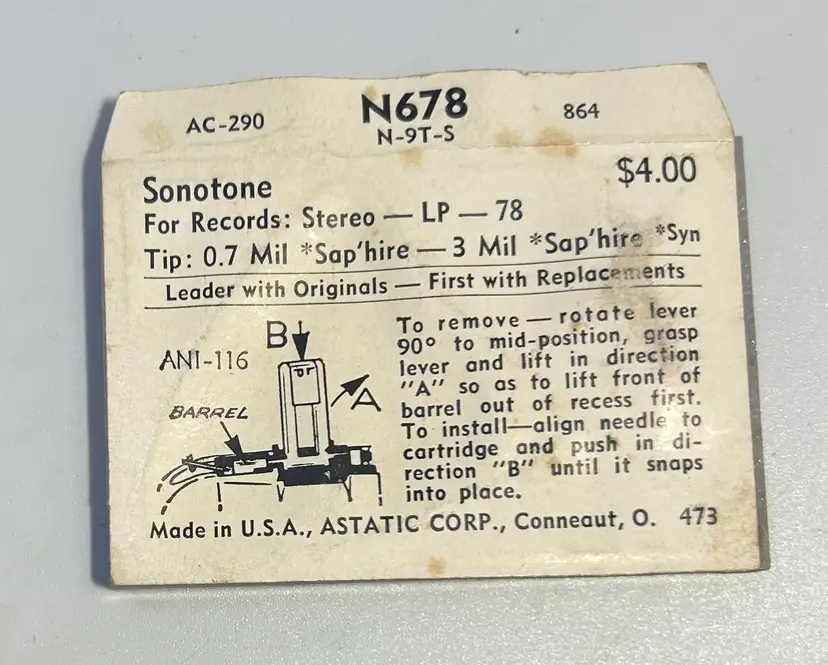 AC-290 N678 864
N-9T-S
$4.00
Sonotone
For Records: Stereo — LP — 78
Tip: 0.7 Mil *Sap'hire — 3 Mil *Sap'hire *Syn
Leader with Originals — First with Replacements
B
ANI-116
A
BARREL
To remove — rotate lever
90° to mid-position, grasp
lever and lift in direction
"A" so as to lift front of
barrel out of recess first.
To install—align needle to
cartridge and push in di-
rection "B" until it snaps
into place.
Made in U.S.A., ASTATIC CORP., Conneaut, O. 473